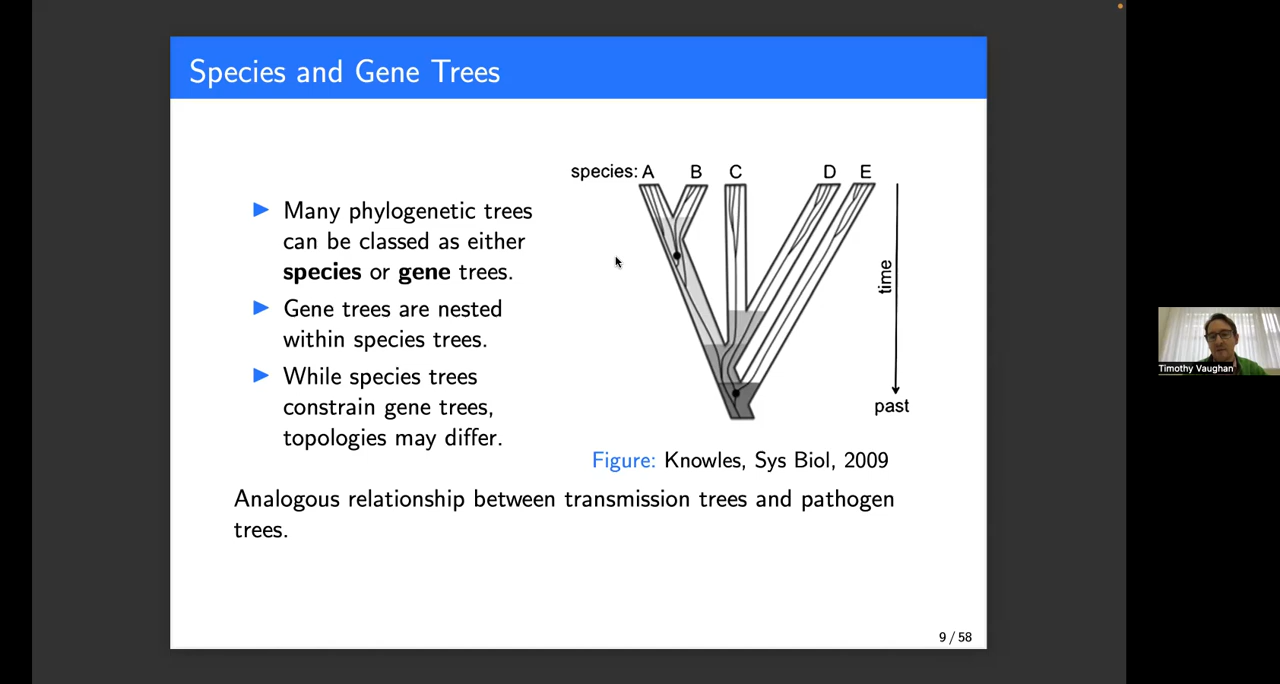 Species and Gene Trees
▶ Many phylogenetic trees
can be classed as either
species or gene trees.
▶ Gene trees are nested
within species trees.
▶ While species trees
constrain gene trees,
topologies may differ.
species: A B C D E
time
past
Figure: Knowles, Sys Biol, 2009
Analogous relationship between transmission trees and pathogen
trees.
9 / 58
Timothy Vaughan